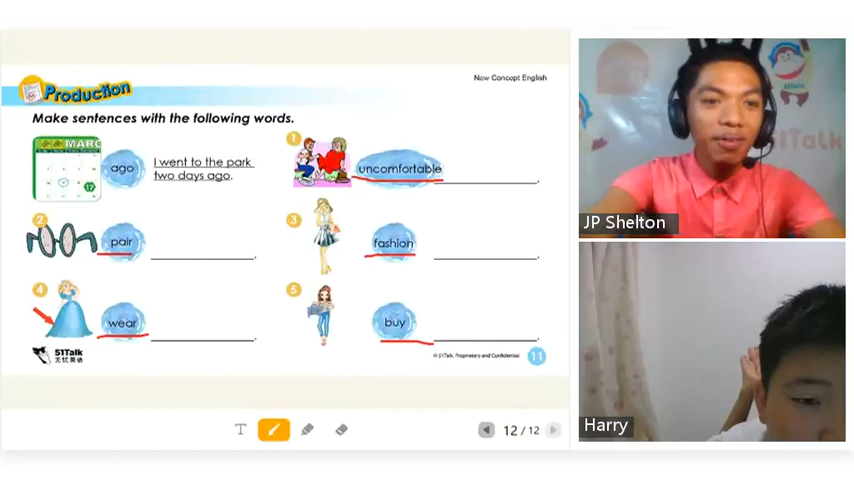 Production
New Concept English
Make sentences with the following words.
MARC
17
ago
I went to the park
two days ago.
1
uncomfortable
.
2
pair
.
3
fashion
.
4
wear
.
5
buy
.
51Talk
无忧英语
© 51Talk, Proprietary and Confidential
11
T
12 / 12
51Talk
JP Shelton
Harry